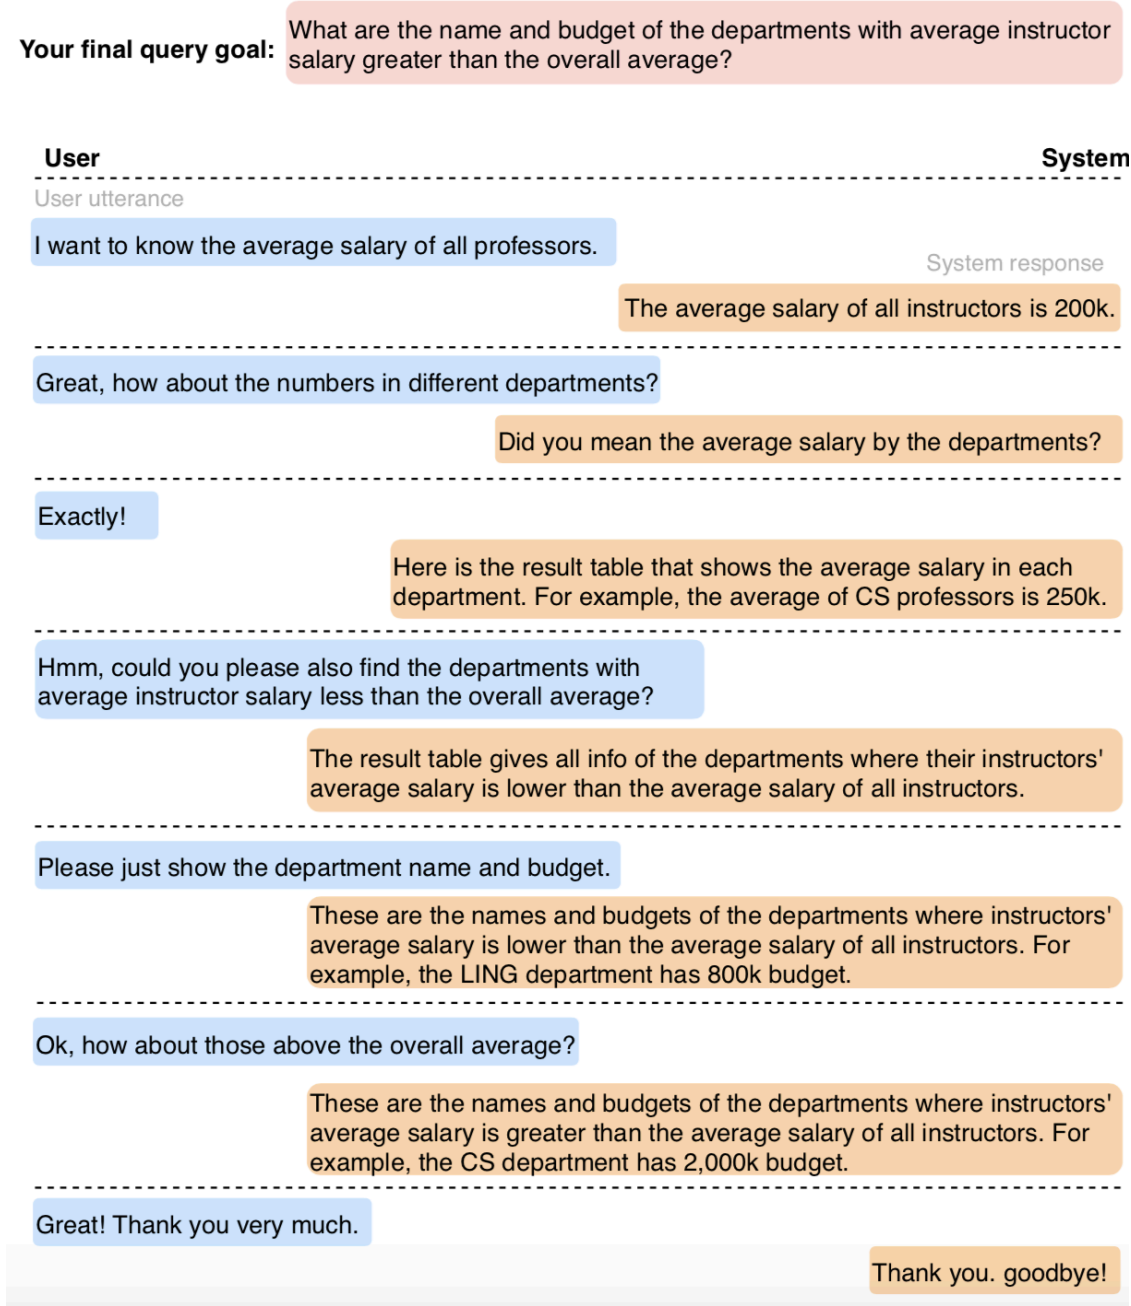 What are the name and budget of the departments with average instructor
Your final query goal:
salary greater than the overall average?
User
System
User utterance
I want to know the average salary of all professors.
System response
The average salary of all instructors is 200k.
Great, how about the numbers in different departments?
Did you mean the average salary by the departments?
Exactly!
Here is the result table that shows the average salary in each
department. For example, the average of CS professors is 250k.
Hmm, could you please also find the departments with
average instructor salary less than the overall average?
The result table gives all info of the departments where their instructors'
average salary is lower than the average salary of all instructors.
Please just show the department name and budget.
These are the names and budgets of the departments where instructors'
average salary is lower than the average salary of all instructors. For
example, the LING department has 800k budget.
Ok, how about those above the overall average?
These are the names and budgets of the departments where instructors'
average salary is greater than the average salary of all instructors. For
example, the CS department has 2,000k budget.
Great! Thank you very much.
Thank you. goodbye!